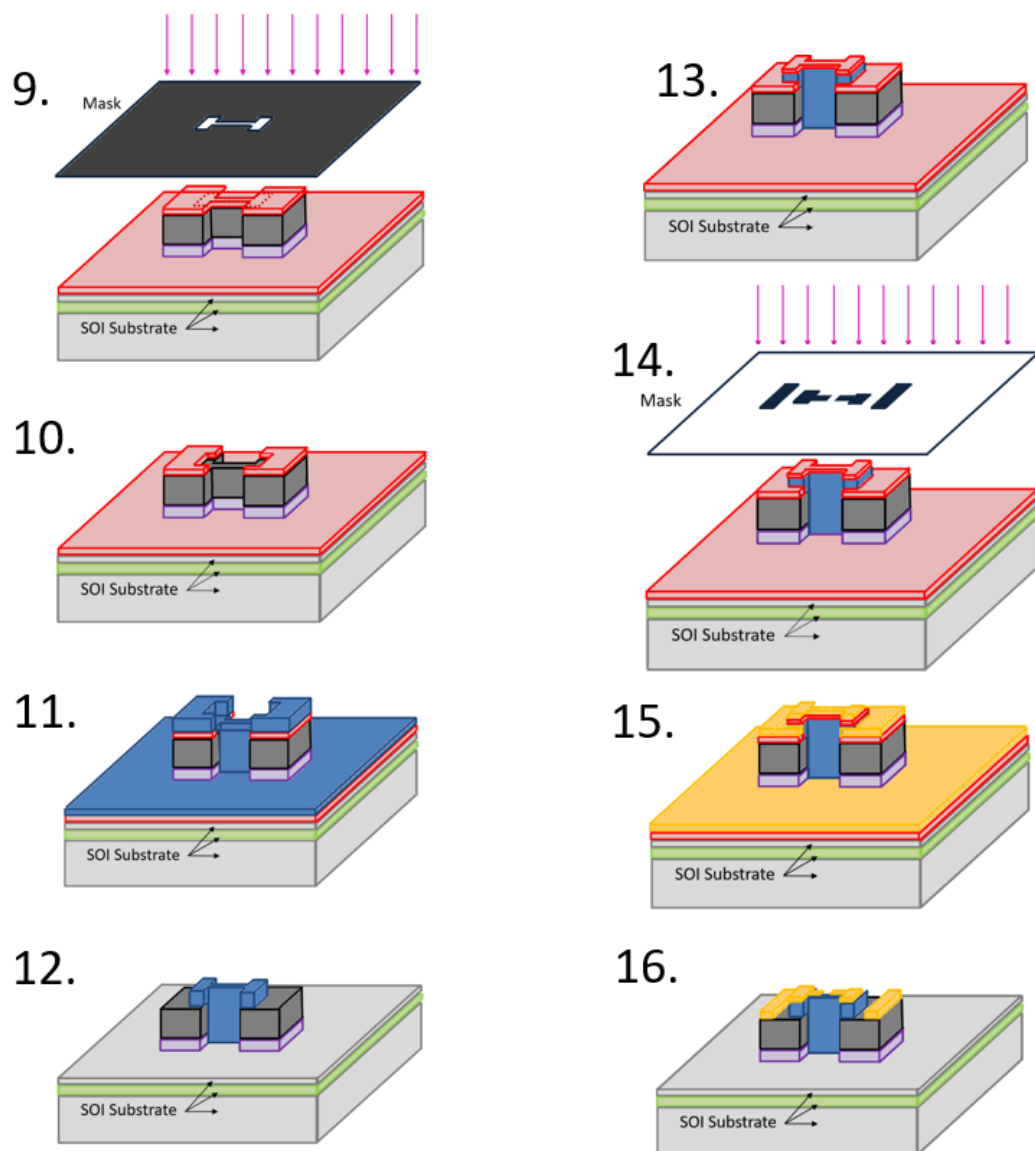 9.
Mask
SOI Substrate
10.
SOI Substrate
11.
SOI Substrate
12.
SOI Substrate
13.
SOI Substrate
14.
Mask
SOI Substrate
15.
SOI Substrate
16.
SOI Substrate